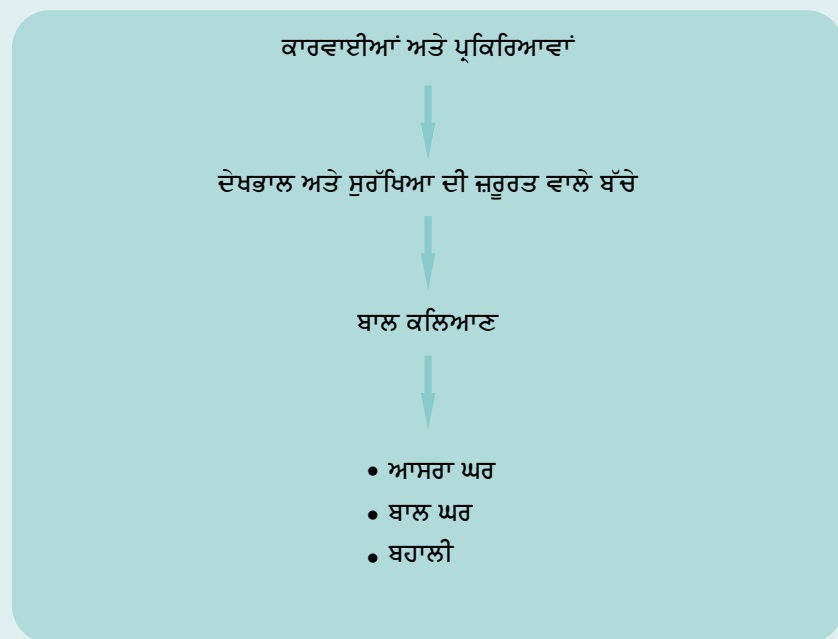 ਕਾਰਵਾਈਆਂ ਅਤੇ ਪ੍ਰਕਿਰਿਆਵਾਂ
ਦੇਖਭਾਲ ਅਤੇ ਸੁਰੱਖਿਆ ਦੀ ਜ਼ਰੂਰਤ ਵਾਲੇ ਬੱਚੇ
ਬਾਲ ਕਲਿਆਣ
• ਆਸਰਾ ਘਰ
• ਬਾਲ ਘਰ
• ਬਹਾਲੀ